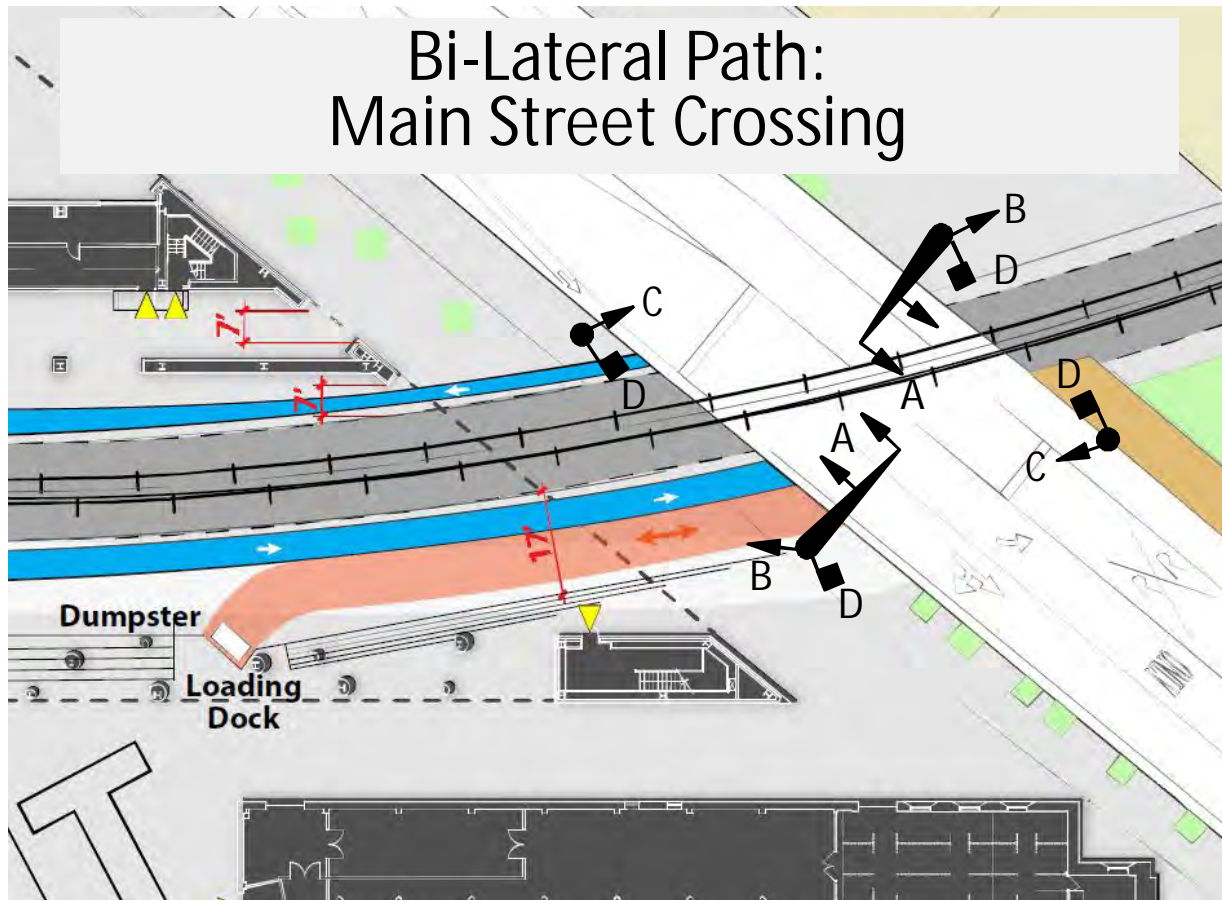 Bi-Lateral Path:
Main Street Crossing
B
D
C
D
7'
7'
A
A
D
C
17'
B
D
Dumpster
Loading
Dock
R/R
T